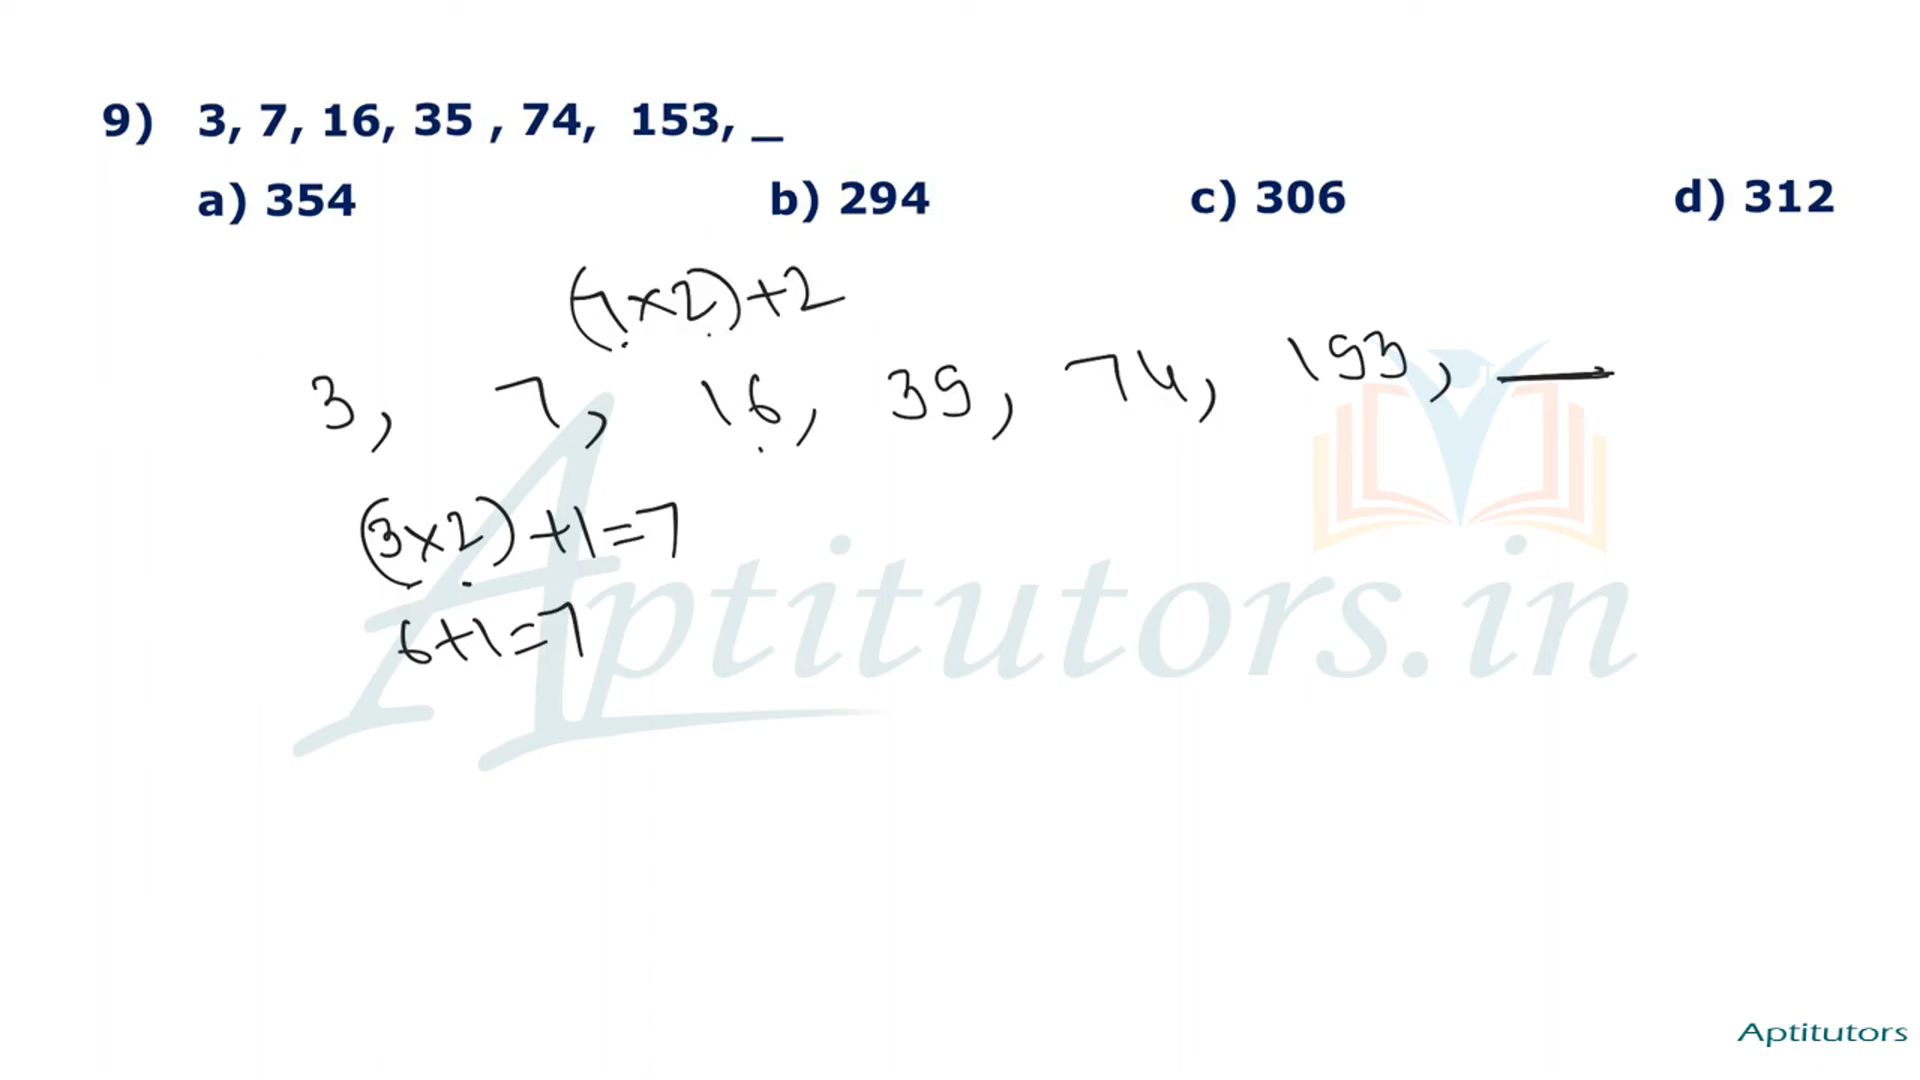 9) 3, 7, 16, 35 , 74, 153, _
a) 354 b) 294 c) 306 d) 312
(7×2)+2
3, 7, 16, 35, 74, 153, __
(3×2)+1=7
6+1=7
Aptitutors.in
Aptitutors